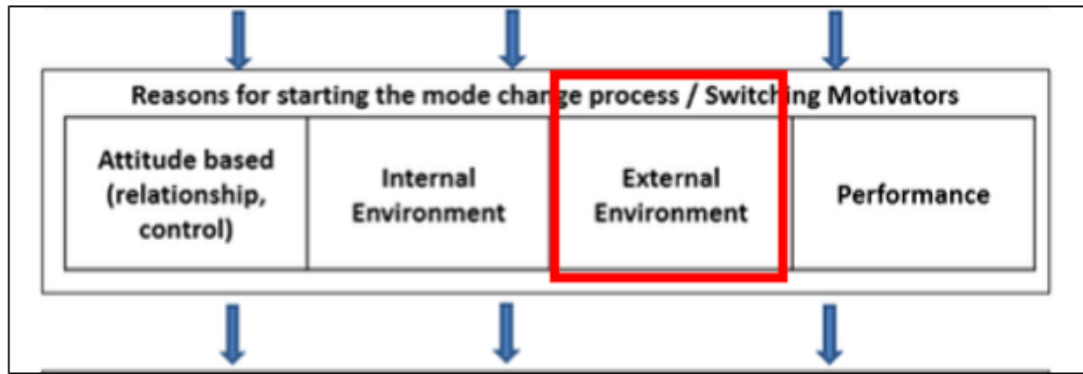 Reasons for starting the mode change process / Switching Motivators
Attitude based
(relationship,
control)
Internal
Environment
External
Environment
Performance